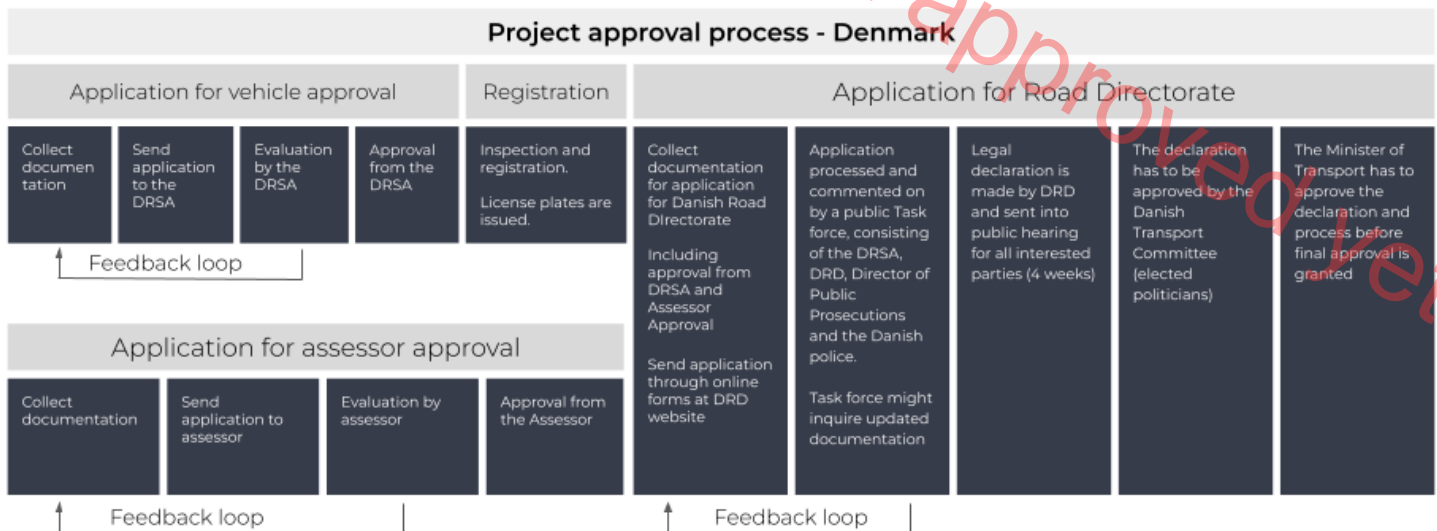 Project approval process - Denmark
Application for vehicle approval
Collect
documen
tation
Send
application
to the
DRSA
Evaluation
by the
DRSA
Approval
from the
DRSA
Feedback loop
Registration
Inspection and
registration.
License plates are
issued.
Application for assessor approval
Collect
documentation
Send
application to
assessor
Evaluation by
assessor
Approval from
the Assessor
Feedback loop
Application for Road Directorate
Collect
documentation
for application
for Danish Road
DIrectorate
Including
approval from
DRSA and
Assessor
Approval
Send application
through online
forms at DRD
website
Application
processed and
commented on
by a public Task
force, consisting
of the DRSA,
DRD, Director of
Public
Prosecutions
and the Danish
police.
Task force might
inquire updated
documentation
Legal
declaration is
made by DRD
and sent into
public hearing
for all interested
parties (4 weeks)
The declaration
has to be
approved by the
Danish
Transport
Committee
(elected
politicians)
The Minister of
Transport has to
approve the
declaration and
process before
final approval is
granted
Feedback loop
approved yet